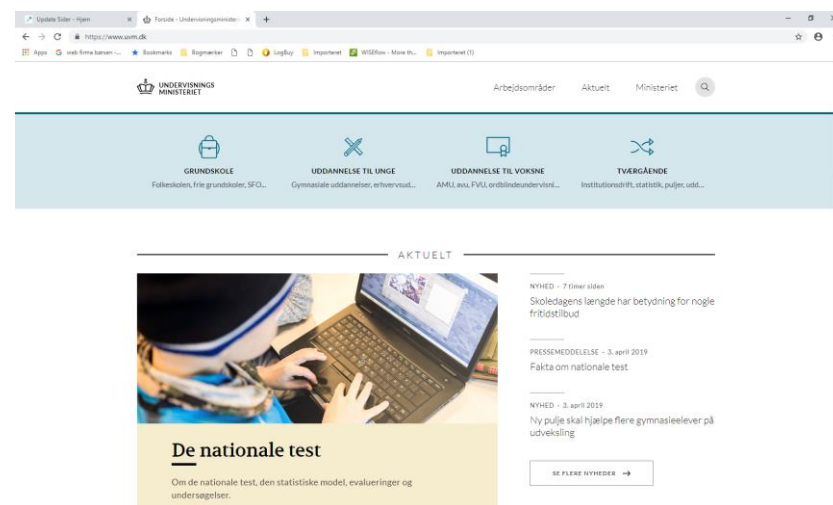 Update Sider - Hjem
Forside - Undervisningsminister
https://www.uvm.dk
Apps
web firma børsen -...
Bookmarks
Bogmærker
LogBuy
Importeret
WISEflow - More th...
Importeret (1)
UNDERVISNINGS
MINISTERIET
Arbejdsområder
Aktuelt
Ministeriet
GRUNDSKOLE
Folkeskolen, frie grundskoler, SFO...
UDDANNELSE TIL UNGE
Gymnasiale uddannelser, erhvervsud...
UDDANNELSE TIL VOKSNE
AMU, avu, FVU, ordblindeundervisni...
TVÆRGÅENDE
Institutionsdrift, statistik, puljer, udd...
AKTUELT
De nationale test
Om de nationale test, den statistiske model, evalueringer og
undersøgelser.
NYHED - 7 timer siden
Skoledagens længde har betydning for nogle
fritidstilbud
PRESSEMEDDELELSE - 3. april 2019
Fakta om nationale test
NYHED - 3. april 2019
Ny pulje skal hjælpe flere gymnasieelever på
udveksling
SE FLERE NYHEDER